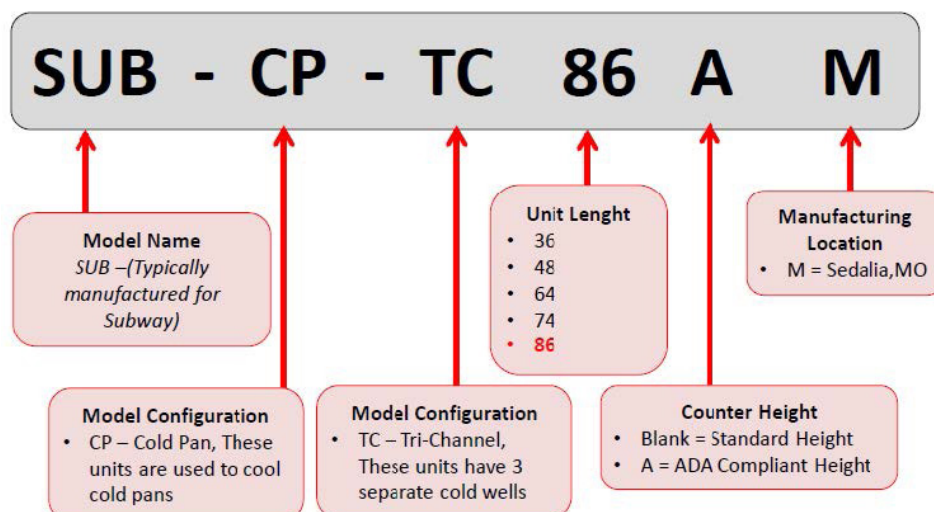 SUB - CP - TC 86 A M
Model Name
SUB –(Typically
manufactured for
Subway)
Unit Lenght
• 36
• 48
• 64
• 74
• 86
Manufacturing
Location
• M = Sedalia,MO
Model Configuration
• CP – Cold Pan, These
units are used to cool
cold pans
Model Configuration
• TC – Tri-Channel,
These units have 3
separate cold wells
Counter Height
• Blank = Standard Height
• A = ADA Compliant Height